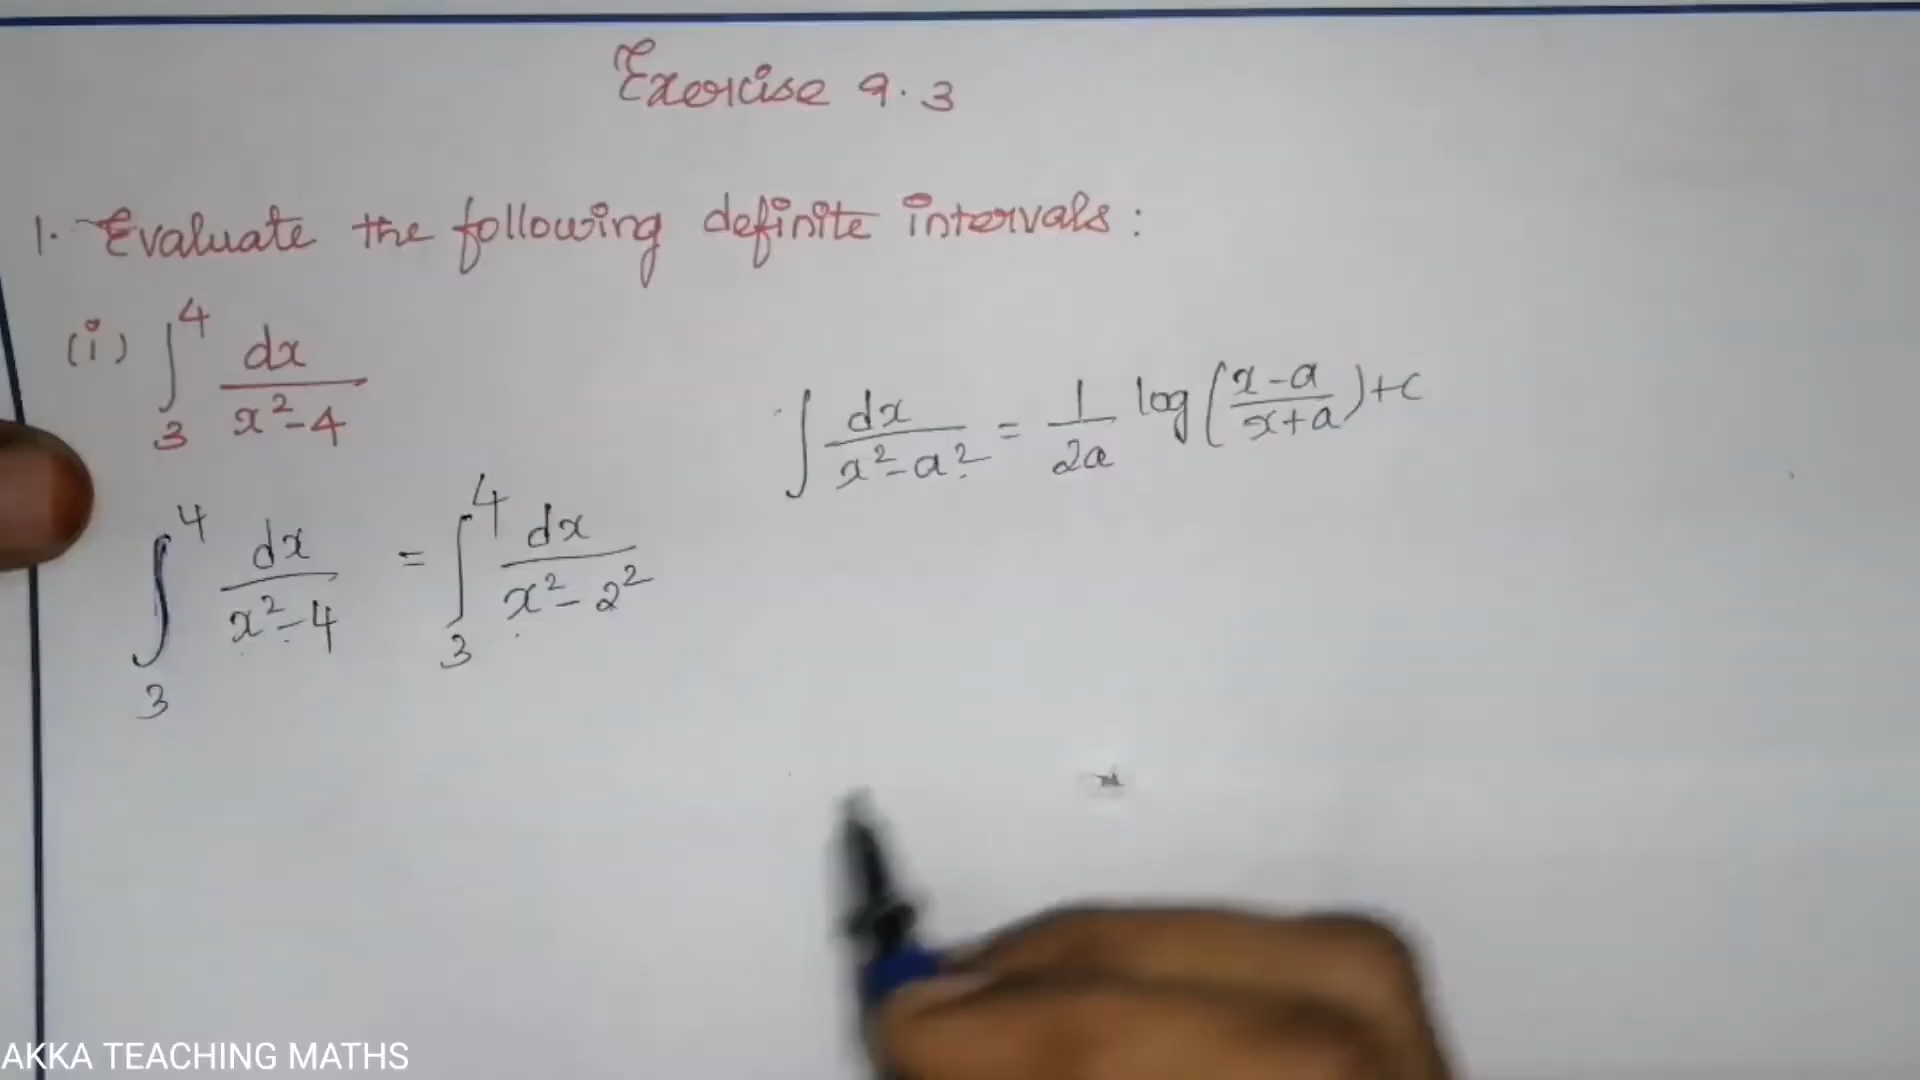 Exercise 9.3
1. Evaluate the following definite intervals:
(i) ∫₃⁴ dx/(x²-4)
∫dx/(x²-a²) = 1/2a log((x-a)/(x+a))+c
∫₃⁴ dx/(x²-4) = ∫₃⁴ dx/(x²-2²)
AKKA TEACHING MATHS